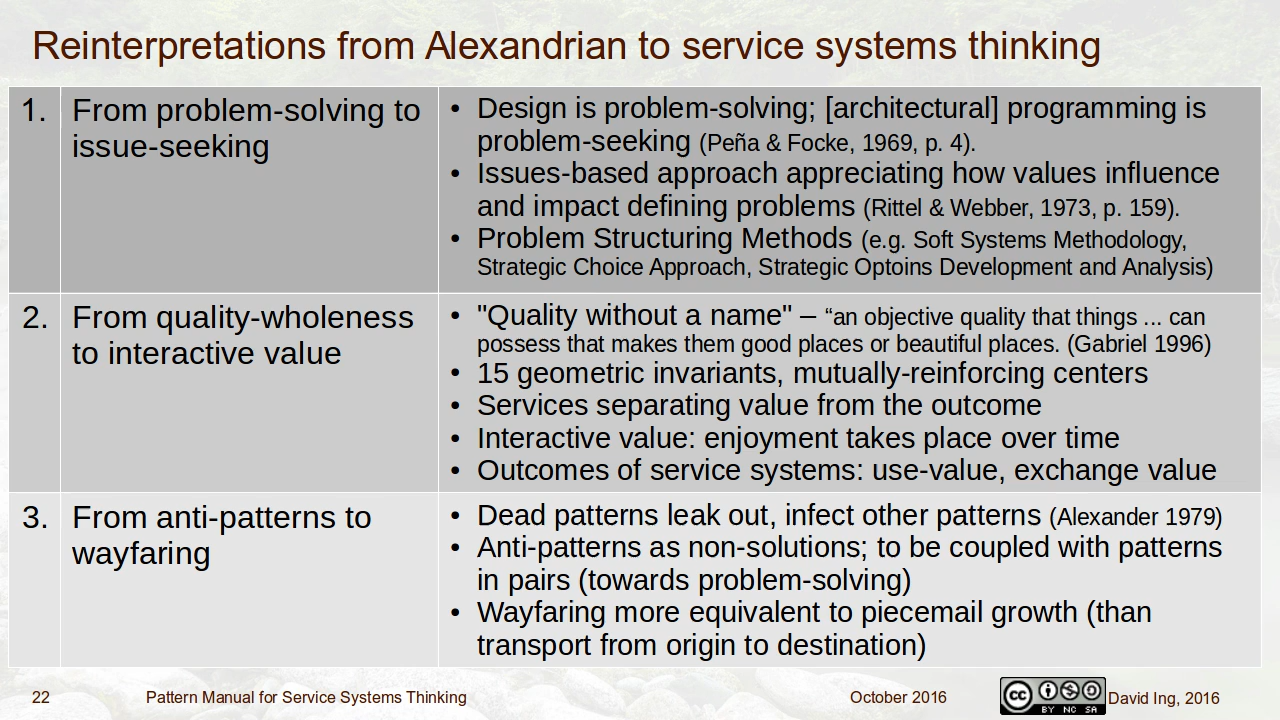 Reinterpretations from Alexandrian to service systems thinking
1.
From problem-solving to
issue-seeking
• Design is problem-solving; [architectural] programming is
problem-seeking (Peña & Focke, 1969, p. 4).
• Issues-based approach appreciating how values influence
and impact defining problems (Rittel & Webber, 1973, p. 159).
• Problem Structuring Methods (e.g. Soft Systems Methodology,
Strategic Choice Approach, Strategic Optoins Development and Analysis)
2.
From quality-wholeness
to interactive value
• "Quality without a name" – “an objective quality that things ... can
possess that makes them good places or beautiful places. (Gabriel 1996)
• 15 geometric invariants, mutually-reinforcing centers
• Services separating value from the outcome
• Interactive value: enjoyment takes place over time
• Outcomes of service systems: use-value, exchange value
3.
From anti-patterns to
wayfaring
• Dead patterns leak out, infect other patterns (Alexander 1979)
• Anti-patterns as non-solutions; to be coupled with patterns
in pairs (towards problem-solving)
• Wayfaring more equivalent to piecemail growth (than
transport from origin to destination)
22
Pattern Manual for Service Systems Thinking
October 2016
cc
BY NC SA
David Ing, 2016